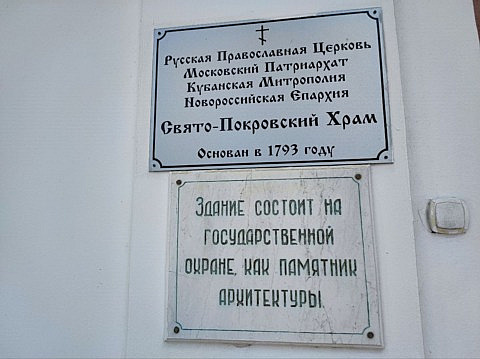 Русская Православная Церковь
Московский Патриархат
Кубанская Митрополия
Новороссийская Епархия
Свято-Покровский Храм
Основан в 1793 году
Здание состоит на
государственной
охране, как памятник
архитектуры.